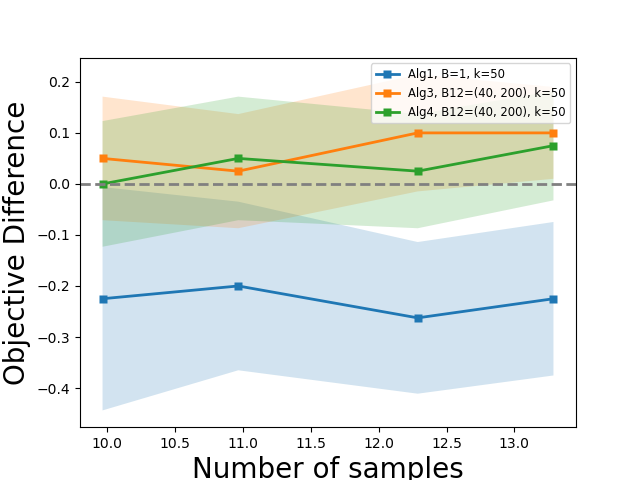 Alg1, B=1, k=50
Alg3, B12=(40, 200), k=50
Alg4, B12=(40, 200), k=50
Objective Difference
0.2
0.1
0.0
−0.1
−0.2
−0.3
−0.4
10.0 10.5 11.0 11.5 12.0 12.5 13.0
Number of samples